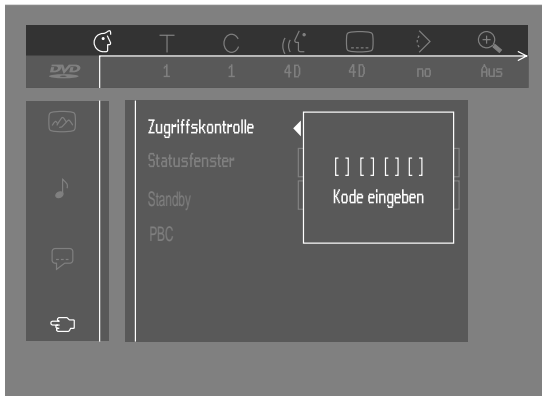 T C
DVD 1 1 4D 4D no Aus
Zugriffskontrolle
Statusfenster
Standby
PBC
[ ] [ ] [ ] [ ]
Kode eingeben